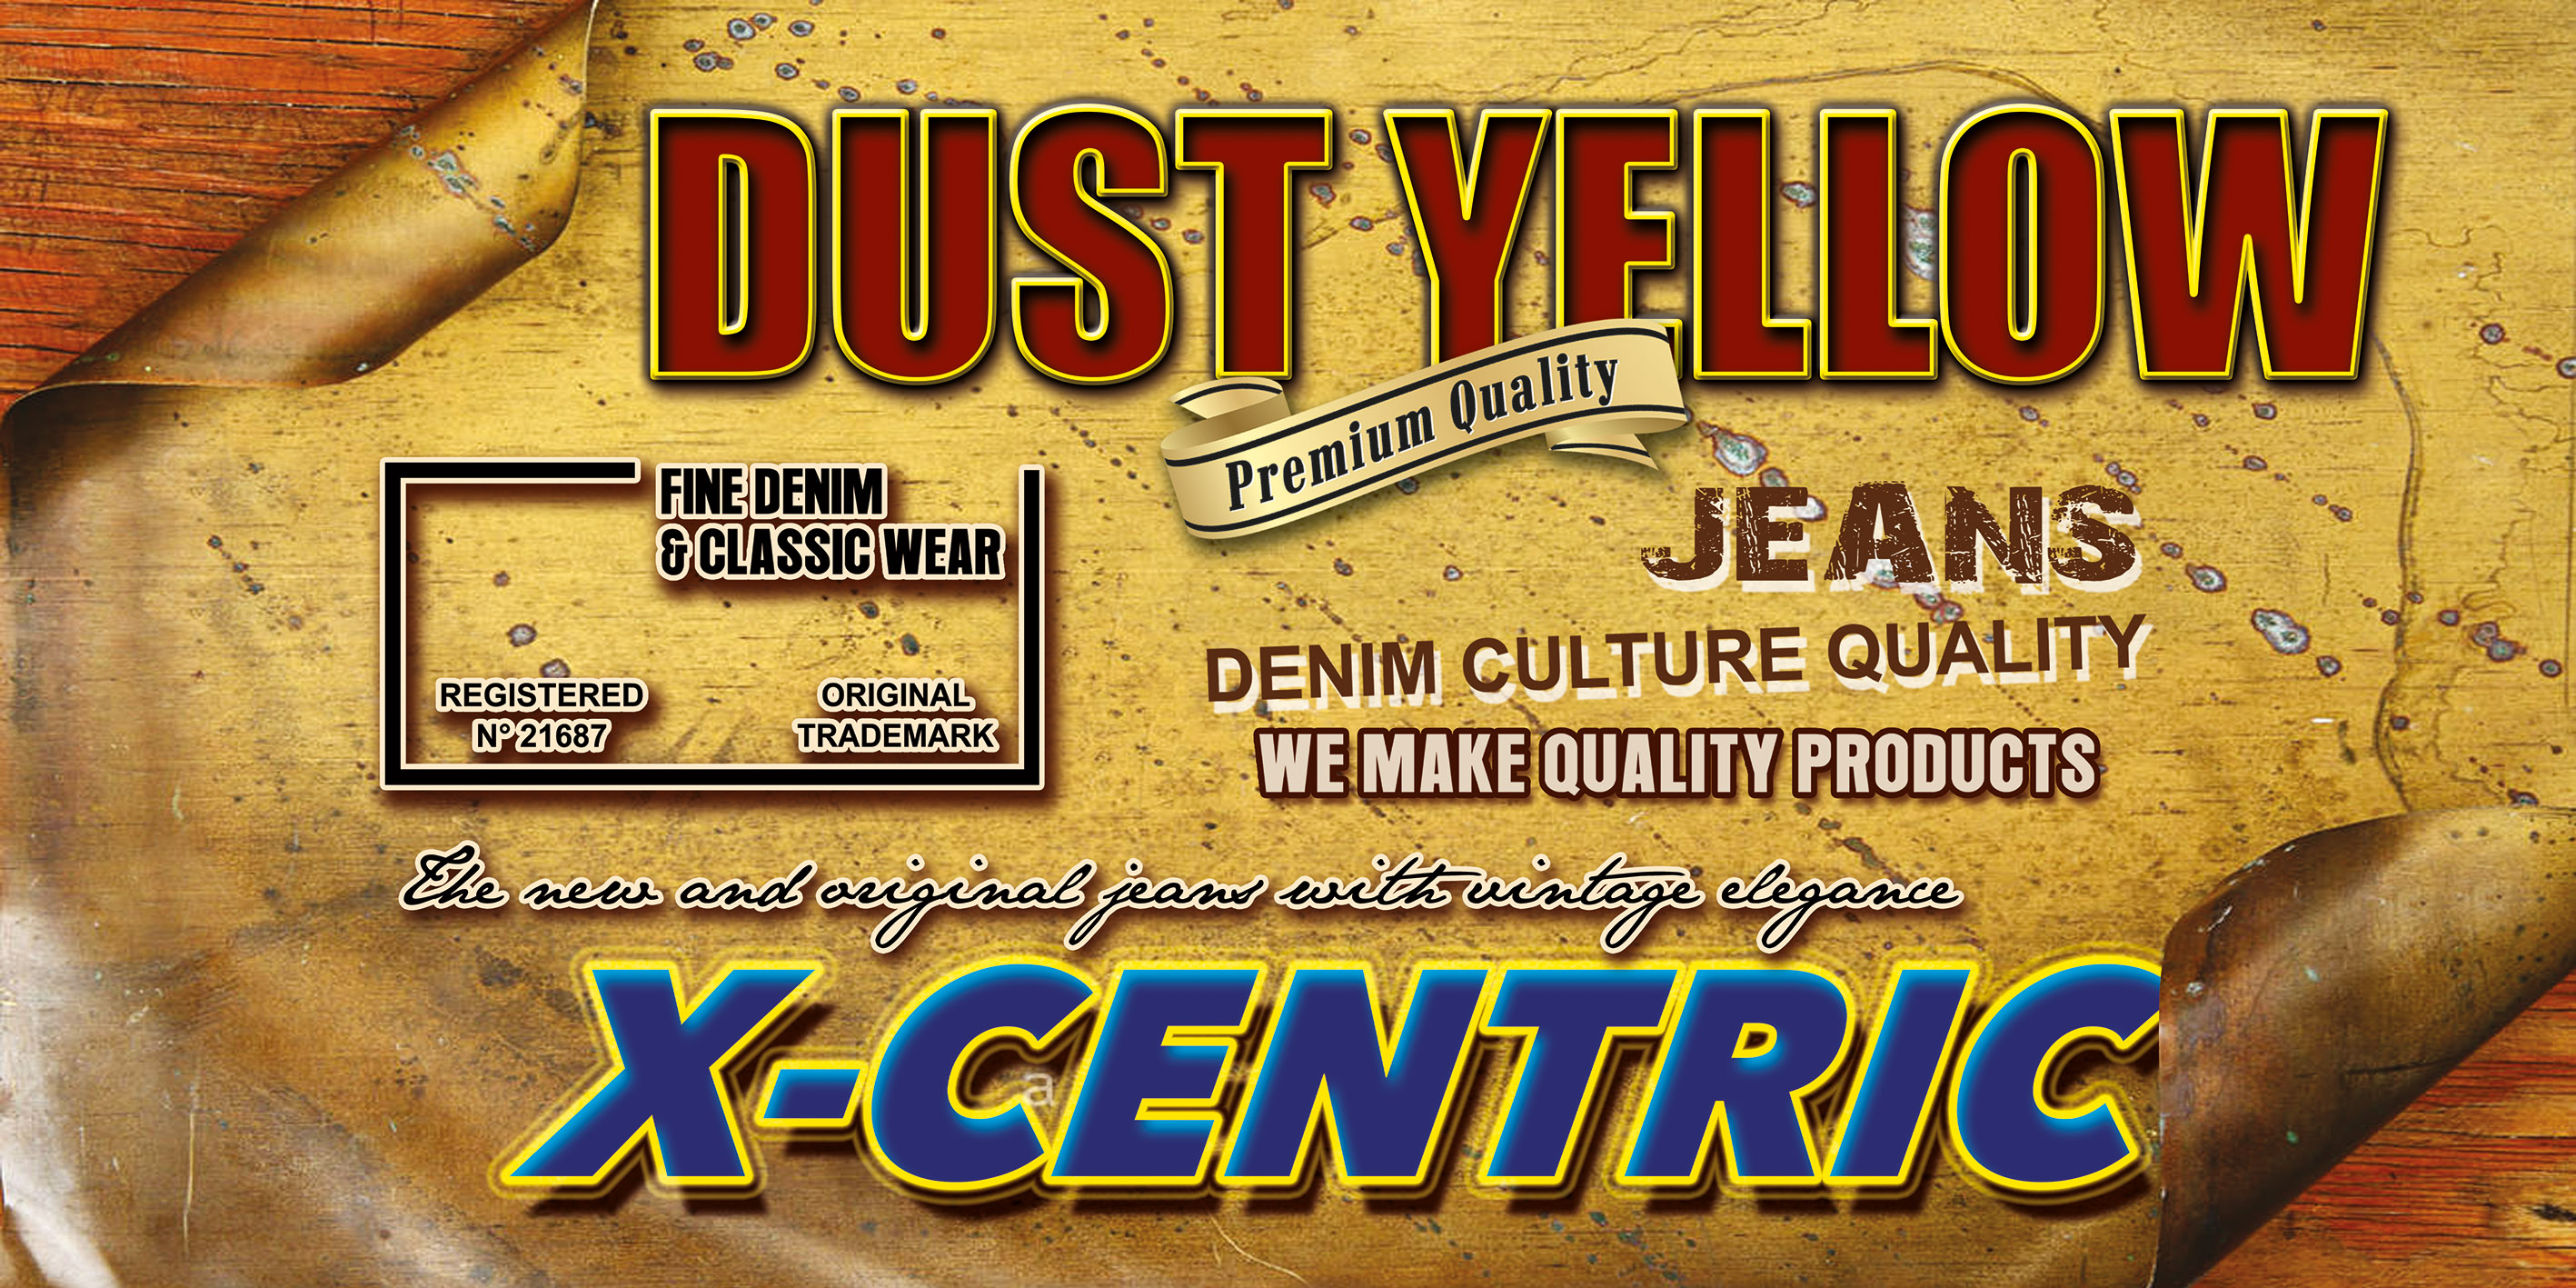 DUST YELLOW
Premium Quality
JEANS
FINE DENIM
& CLASSIC WEAR
REGISTERED
N° 21687
ORIGINAL
TRADEMARK
DENIM CULTURE QUALITY
WE MAKE QUALITY PRODUCTS
The new and original jeans with vintage elegance
X-CENTRIC
a